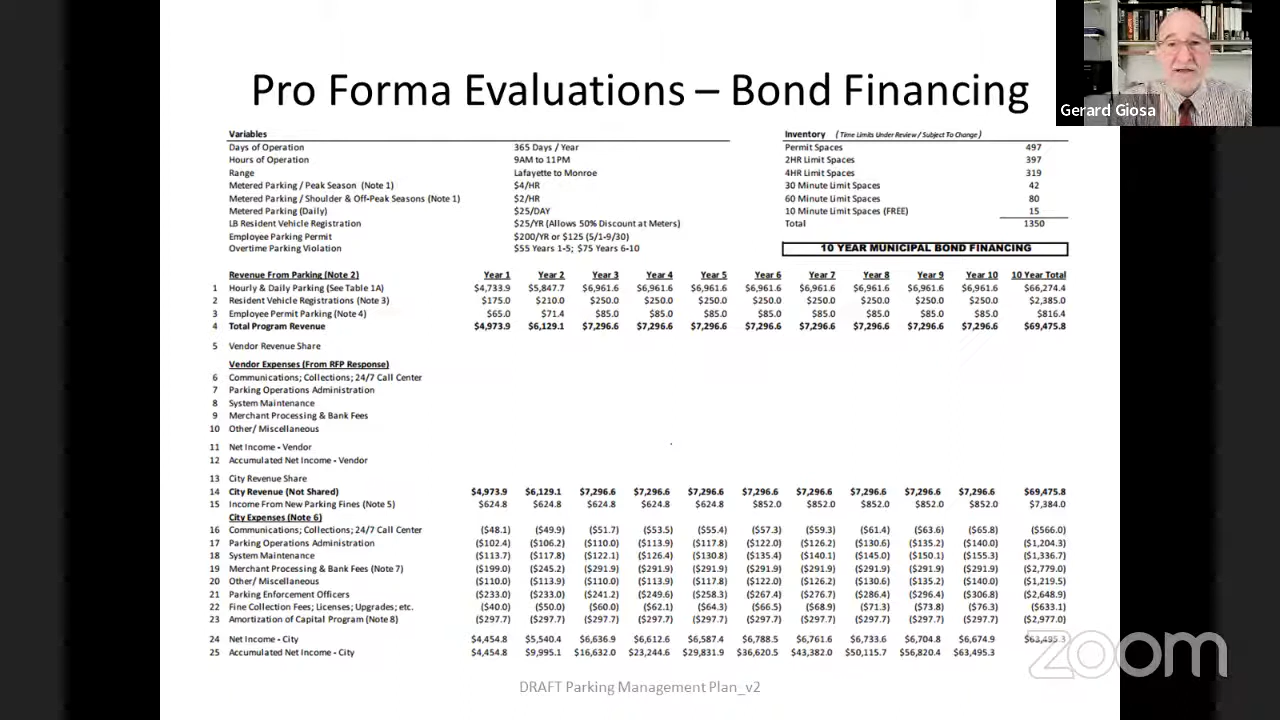 Pro Forma Evaluations – Bond Financing
Gerard Giosa
Variables
Days of Operation 365 Days / Year
Hours of Operation 9AM to 11PM
Range Lafayette to Monroe
Metered Parking / Peak Season (Note 1) $4/HR
Metered Parking / Shoulder & Off-Peak Seasons (Note 1) $2/HR
Metered Parking (Daily) $25/DAY
LB Resident Vehicle Registration $25/YR (Allows 50% Discount at Meters)
Employee Parking Permit $200/YR or $125 (5/1-9/30)
Overtime Parking Violation $55 Years 1-5; $75 Years 6-10
Inventory ( Time Limits Under Review / Subject To Change )
Permit Spaces 497
2HR Limit Spaces 397
4HR Limit Spaces 319
30 Minute Limit Spaces 42
60 Minute Limit Spaces 80
10 Minute Limit Spaces (FREE) 15
Total 1350
10 YEAR MUNICIPAL BOND FINANCING
Revenue From Parking (Note 2) Year 1 Year 2 Year 3 Year 4 Year 5 Year 6 Year 7 Year 8 Year 9 Year 10 10 Year Total
1 Hourly & Daily Parking (See Table 1A) $4,733.9 $5,847.7 $6,961.6 $6,961.6 $6,961.6 $6,961.6 $6,961.6 $6,961.6 $6,961.6 $6,961.6 $66,274.4
2 Resident Vehicle Registrations (Note 3) $175.0 $210.0 $250.0 $250.0 $250.0 $250.0 $250.0 $250.0 $250.0 $250.0 $2,385.0
3 Employee Permit Parking (Note 4) $65.0 $71.4 $85.0 $85.0 $85.0 $85.0 $85.0 $85.0 $85.0 $85.0 $816.4
4 Total Program Revenue $4,973.9 $6,129.1 $7,296.6 $7,296.6 $7,296.6 $7,296.6 $7,296.6 $7,296.6 $7,296.6 $7,296.6 $69,475.8
5 Vendor Revenue Share
Vendor Expenses (From RFP Response)
6 Communications; Collections; 24/7 Call Center
7 Parking Operations Administration
8 System Maintenance
9 Merchant Processing & Bank Fees
10 Other/ Miscellaneous
11 Net Income - Vendor
12 Accumulated Net Income - Vendor
13 City Revenue Share
14 City Revenue (Not Shared) $4,973.9 $6,129.1 $7,296.6 $7,296.6 $7,296.6 $7,296.6 $7,296.6 $7,296.6 $7,296.6 $7,296.6 $69,475.8
15 Income From New Parking Fines (Note 5) $624.8 $624.8 $624.8 $624.8 $624.8 $852.0 $852.0 $852.0 $852.0 $852.0 $7,384.0
City Expenses (Note 6)
16 Communications; Collections; 24/7 Call Center ($48.1) ($49.9) ($51.7) ($53.5) ($55.4) ($57.3) ($59.3) ($61.4) ($63.6) ($65.8) ($566.0)
17 Parking Operations Administration ($102.4) ($106.2) ($110.0) ($113.9) ($117.8) ($122.0) ($126.2) ($130.6) ($135.2) ($140.0) ($1,204.3)
18 System Maintenance ($113.7) ($117.8) ($122.1) ($126.4) ($130.8) ($135.4) ($140.1) ($145.0) ($150.1) ($155.3) ($1,336.7)
19 Merchant Processing & Bank Fees (Note 7) ($199.0) ($245.2) ($291.9) ($291.9) ($291.9) ($291.9) ($291.9) ($291.9) ($291.9) ($291.9) ($2,779.0)
20 Other/ Miscellaneous ($110.0) ($113.9) ($110.0) ($113.9) ($117.8) ($122.0) ($126.2) ($130.6) ($135.2) ($140.0) ($1,219.5)
21 Parking Enforcement Officers ($233.0) ($233.0) ($241.2) ($249.6) ($258.3) ($267.4) ($276.7) ($286.4) ($296.4) ($306.8) ($2,648.9)
22 Fine Collection Fees; Licenses; Upgrades; etc. ($40.0) ($50.0) ($60.0) ($62.1) ($64.3) ($66.5) ($68.9) ($71.3) ($73.8) ($76.3) ($633.1)
23 Amortization of Capital Program (Note 8) ($297.7) ($297.7) ($297.7) ($297.7) ($297.7) ($297.7) ($297.7) ($297.7) ($297.7) ($297.7) ($2,977.0)
24 Net Income - City $4,454.8 $5,540.4 $6,636.9 $6,612.6 $6,587.4 $6,788.5 $6,761.6 $6,733.6 $6,704.8 $6,674.9 $63,495.3
25 Accumulated Net Income - City $4,454.8 $9,995.1 $16,632.0 $23,244.6 $29,831.9 $36,620.5 $43,382.0 $50,115.7 $56,820.4 $63,495.3
zoom
DRAFT Parking Management Plan_v2